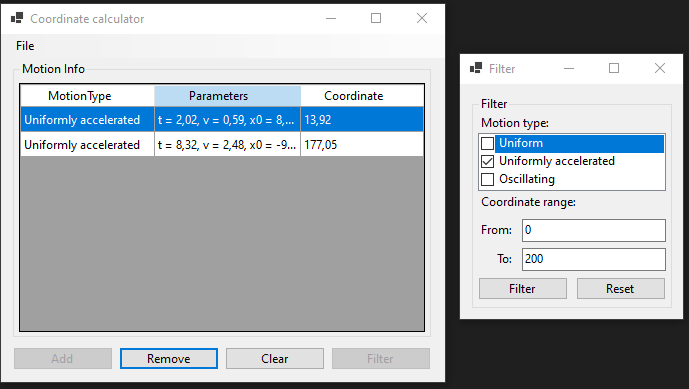 Coordinate calculator
File
Motion Info
MotionType Parameters Coordinate
Uniformly accelerated t = 2,02, v = 0,59, x0 = 8,... 13,92
Uniformly accelerated t = 8,32, v = 2,48, x0 = -9... 177,05
Add Remove Clear Filter
Filter
Filter
Motion type:
Uniform
Uniformly accelerated
Oscillating
Coordinate range:
From: 0
To: 200
Filter Reset